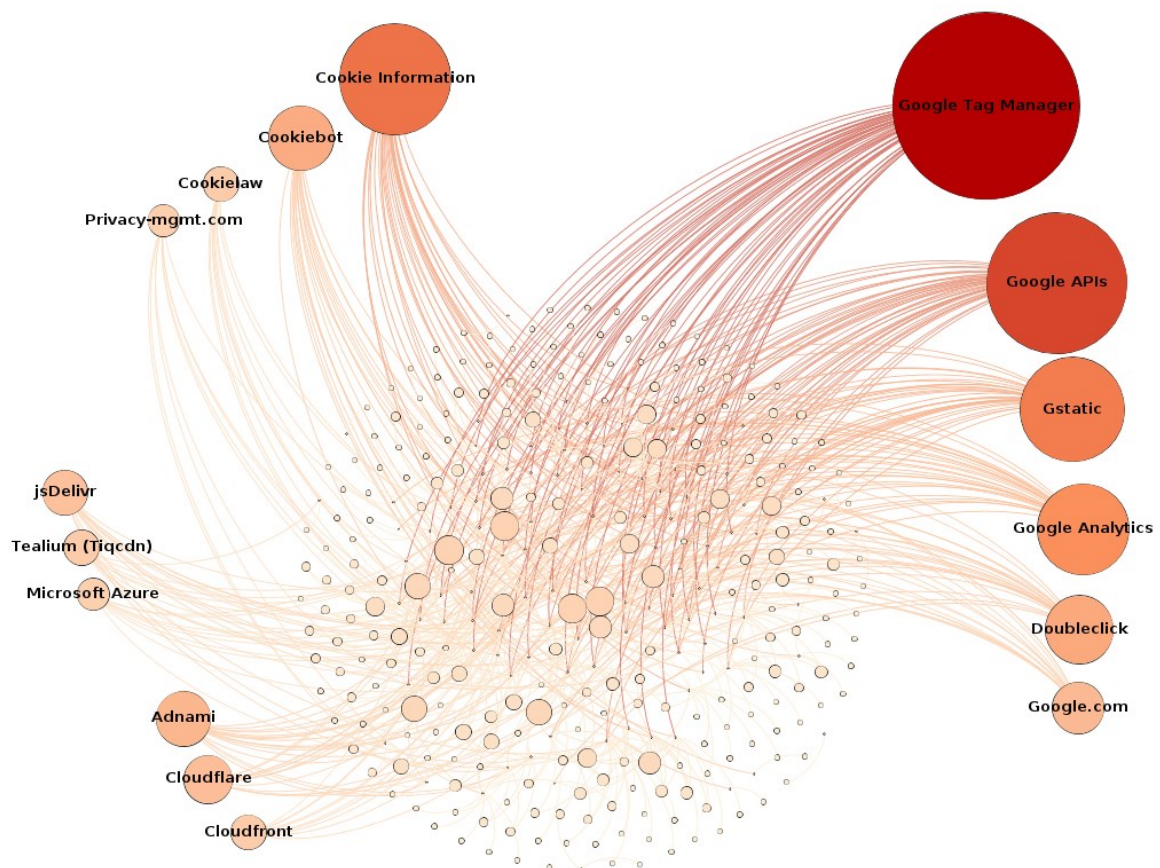 Cookie Information
Google Tag Manager
Cookiebot
Cookielaw
Privacy-mgmt.com
Google APIs
Gstatic
jsDelivr
Google Analytics
Tealium (Tiqcdn)
Microsoft Azure
Doubleclick
Google.com
Adnami
Cloudflare
Cloudfront